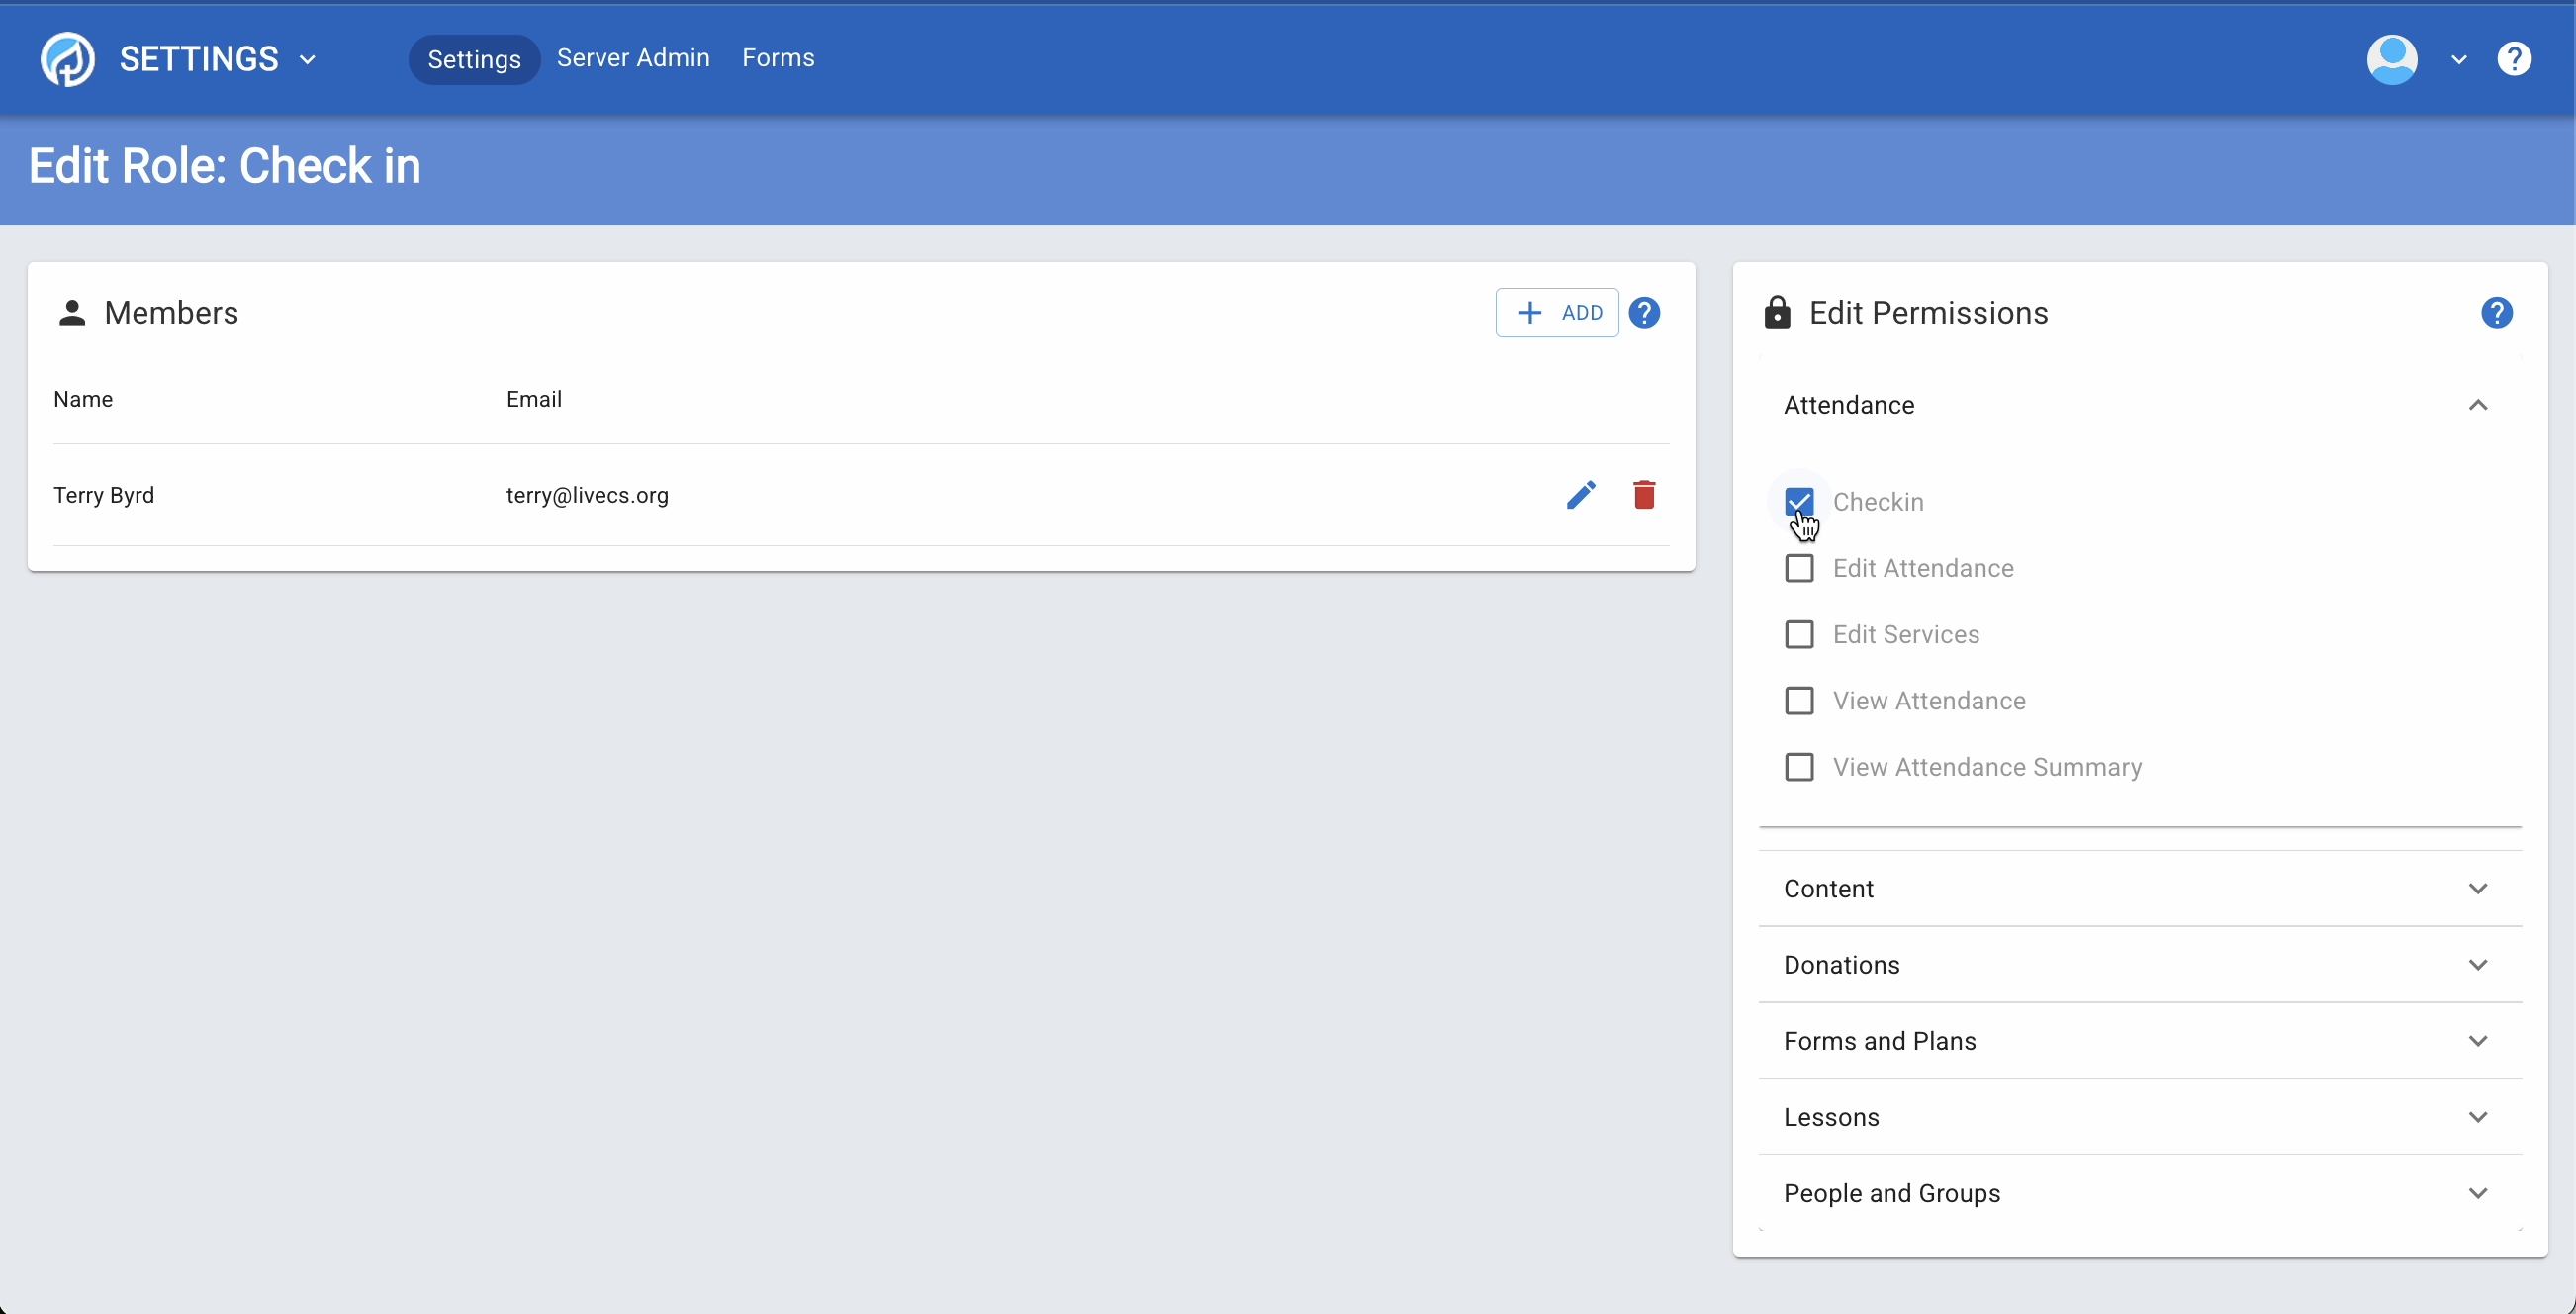 SETTINGS
Settings
Server Admin
Forms
?
Edit Role: Check in
Members
+ ADD
?
Name
Email
Terry Byrd
terry@livecs.org
Edit Permissions
?
Attendance
Checkin
Edit Attendance
Edit Services
View Attendance
View Attendance Summary
Content
Donations
Forms and Plans
Lessons
People and Groups